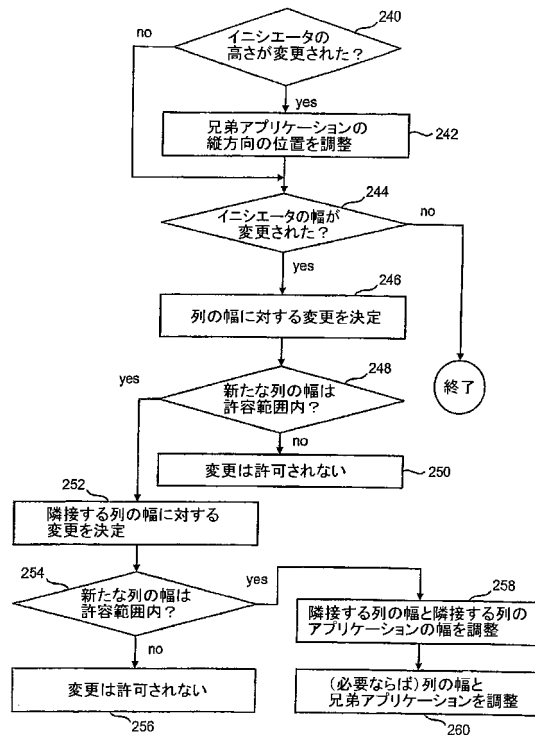 240
イニシエータの
高さが変更された？
no
yes
兄弟アプリケーションの
縦方向の位置を調整
242
244
イニシエータの幅が
変更された？
no
yes
246
列の幅に対する変更を決定
248
新たな列の幅は
許容範囲内？
yes
終了
no
変更は許可されない
250
252
隣接する列の幅に対する
変更を決定
254
新たな列の幅は
許容範囲内？
yes
258
隣接する列の幅と隣接する列の
アプリケーションの幅を調整
no
変更は許可されない
256
（必要ならば）列の幅と
兄弟アプリケーションを調整
260